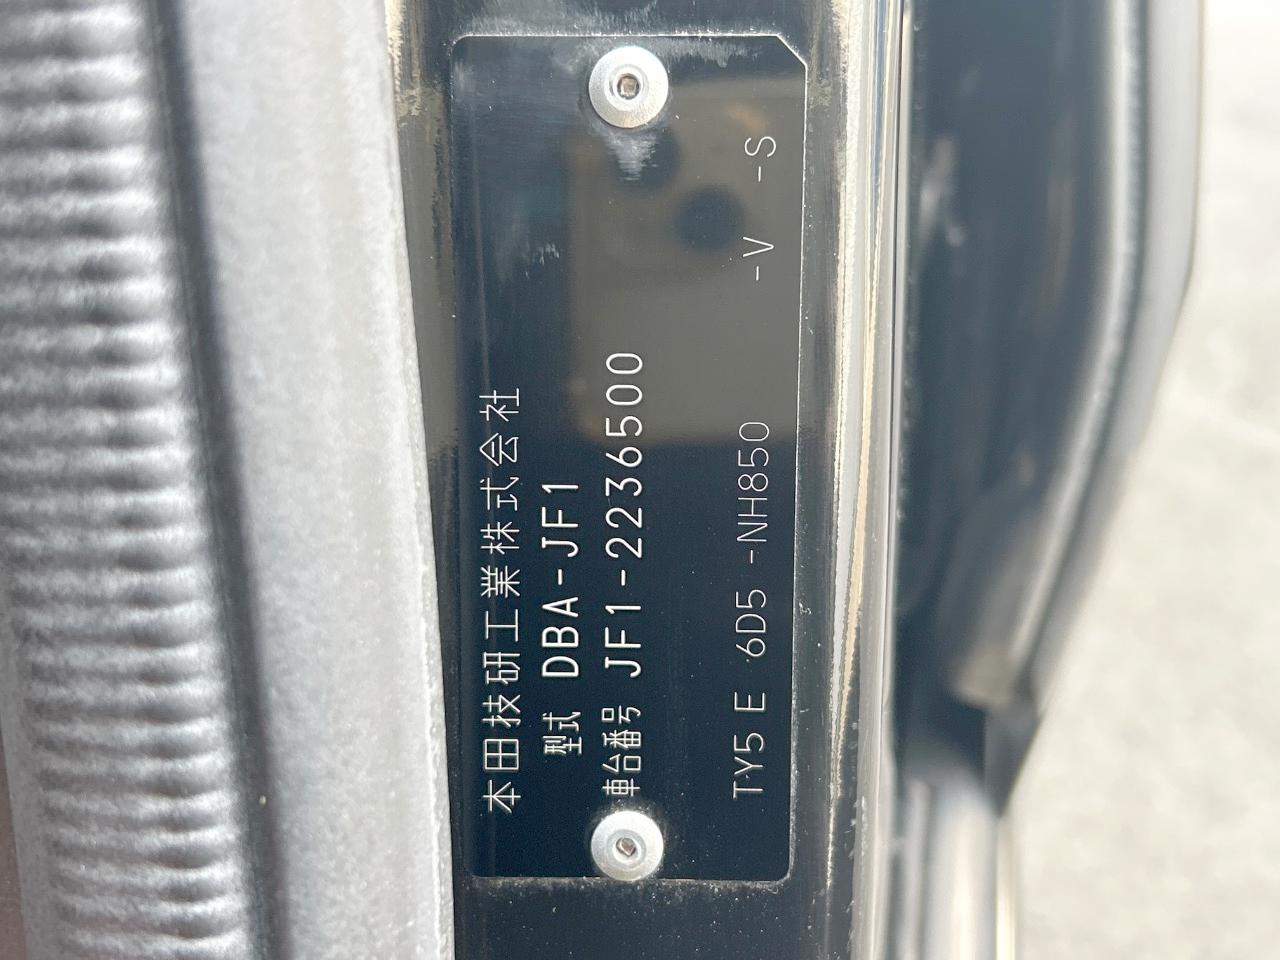 本田技研工業株式会社
型式 DBA-JF1
車台番号 JF1-2236500
TY5 E 6D5 -NH850 -V -S